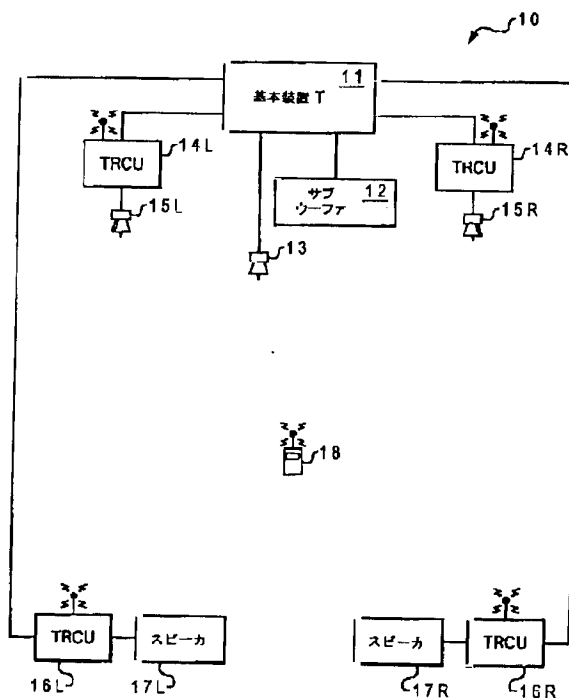 10
基本装置 T 11
TRCU 14L
TRCU 14R
サブ 12
ウーファ
15L
15R
13
18
TRCU
スピーカ
スピーカ
TRCU
16L
17L
17R
16R